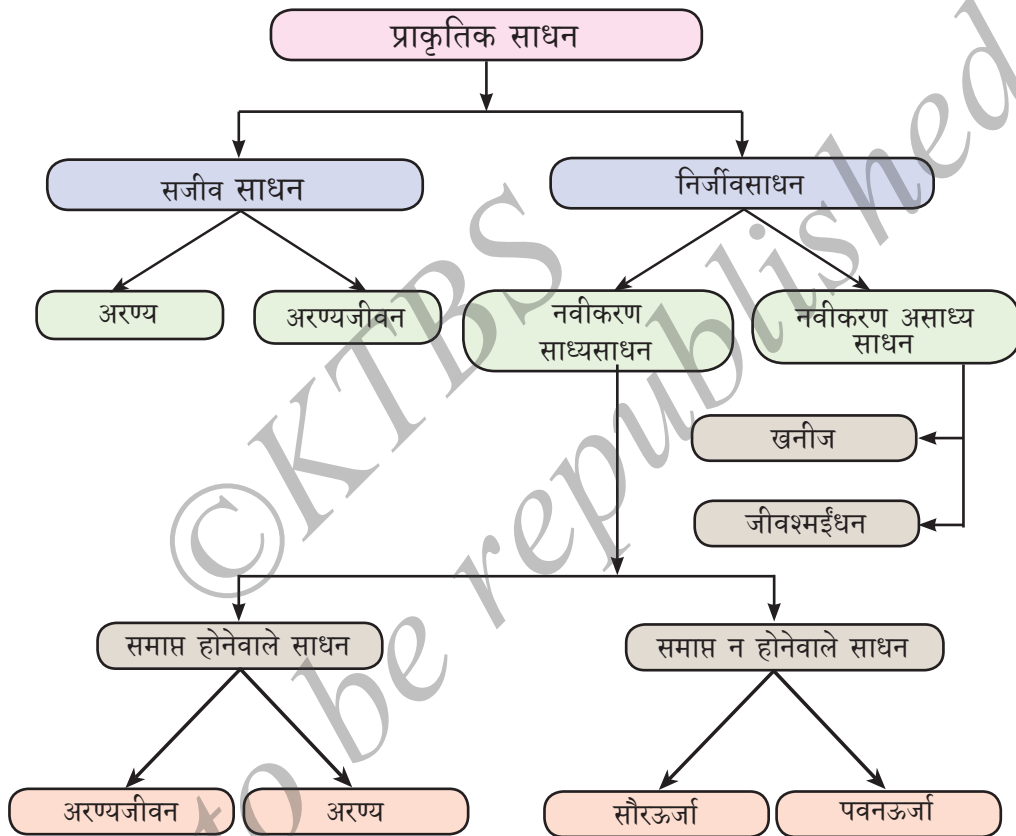 प्राकृतिक साधन
सजीव साधन
निर्जीवसाधन
अरण्य
अरण्यजीवन
नवीकरण
साध्यसाधन
नवीकरण असाध्य
साधन
खनीज
जीवश्मईंधन
समाप्त होनेवाले साधन
समाप्त न होनेवाले साधन
अरण्यजीवन
अरण्य
सौरऊर्जा
पवनऊर्जा
©KTBS
to be republished